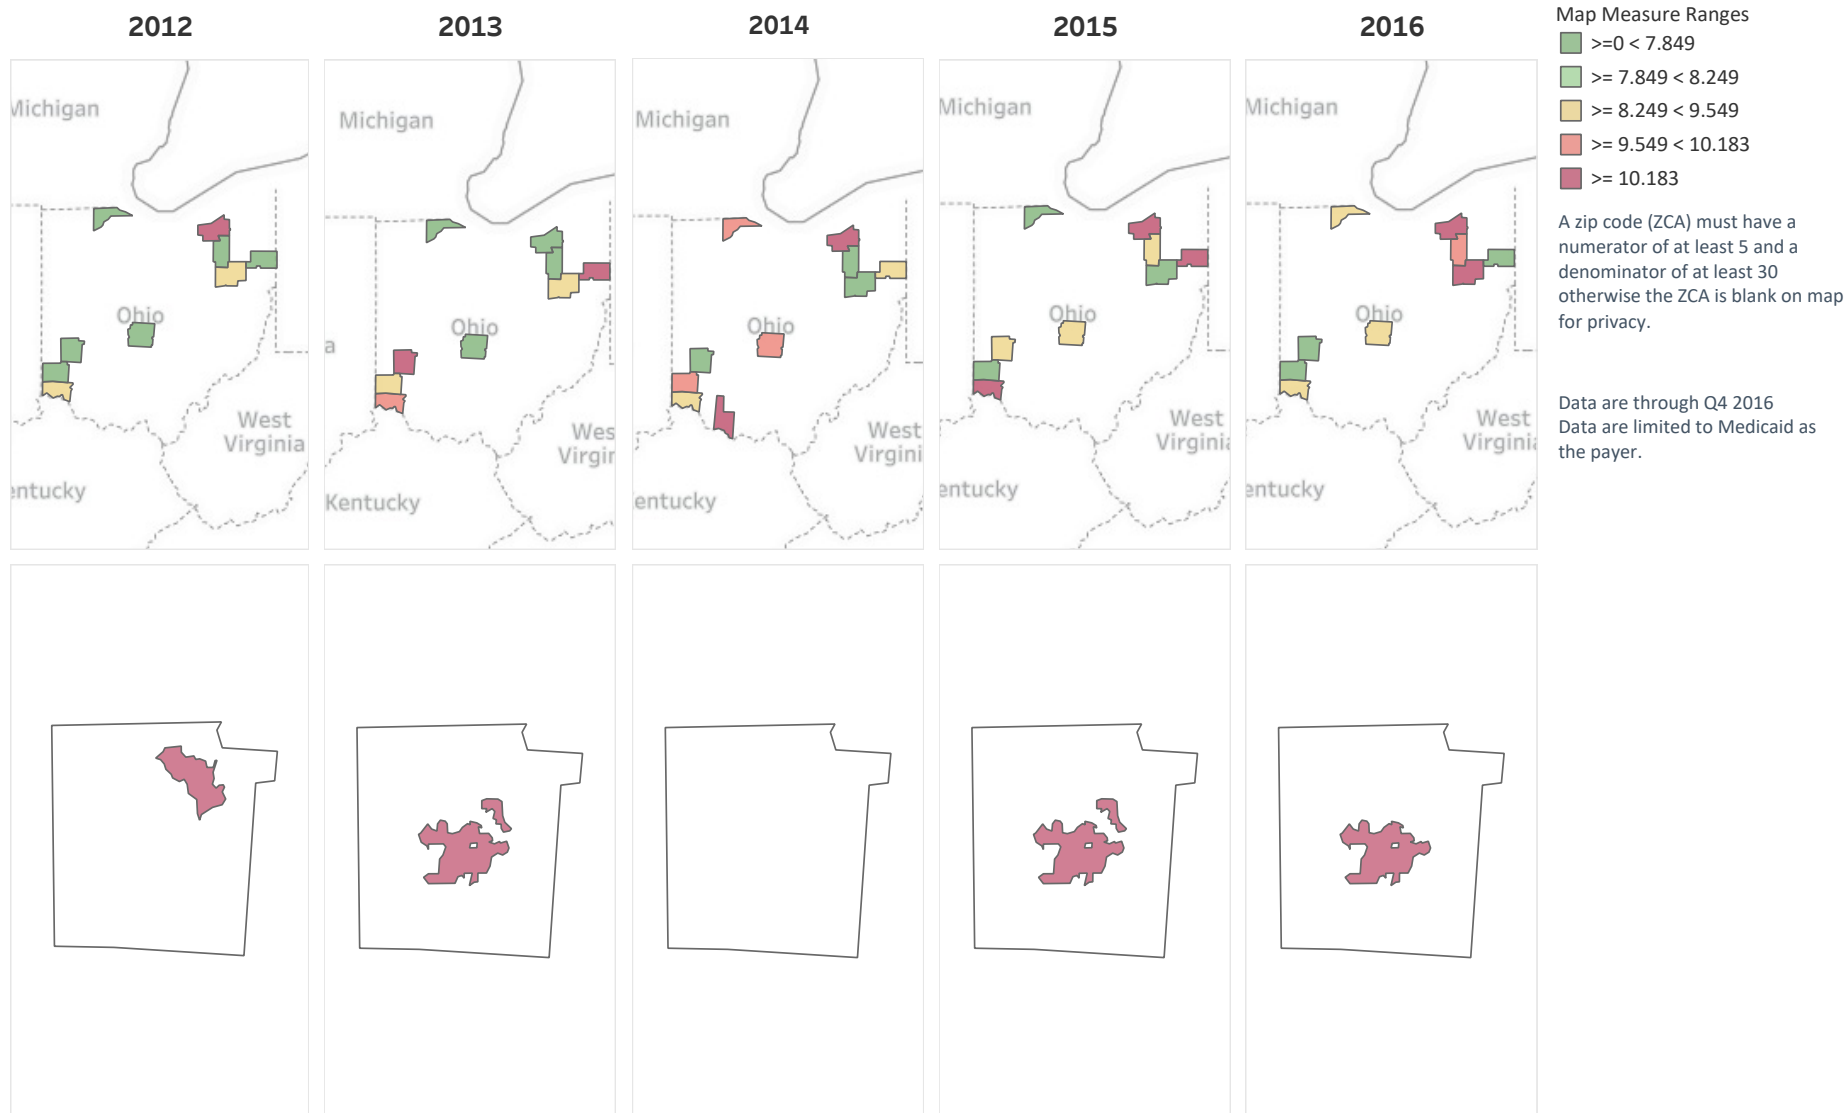 2012
2013
2014
2015
2016
Map Measure Ranges
>=0 < 7.849
>= 7.849 < 8.249
>= 8.249 < 9.549
>= 9.549 < 10.183
>= 10.183
A zip code (ZCA) must have a
numerator of at least 5 and a
denominator of at least 30
otherwise the ZCA is blank on map
for privacy.
Data are through Q4 2016
Data are limited to Medicaid as
the payer.
Michigan
Ohio
West
Virginia
entucky
Michigan
a
Ohio
Wes
Virgir
Kentucky
Michigan
Ohio
West
Virgini
entucky
Michigan
Ohio
West
Virginia
entucky
Michigan
Ohio
West
Virginia
entucky